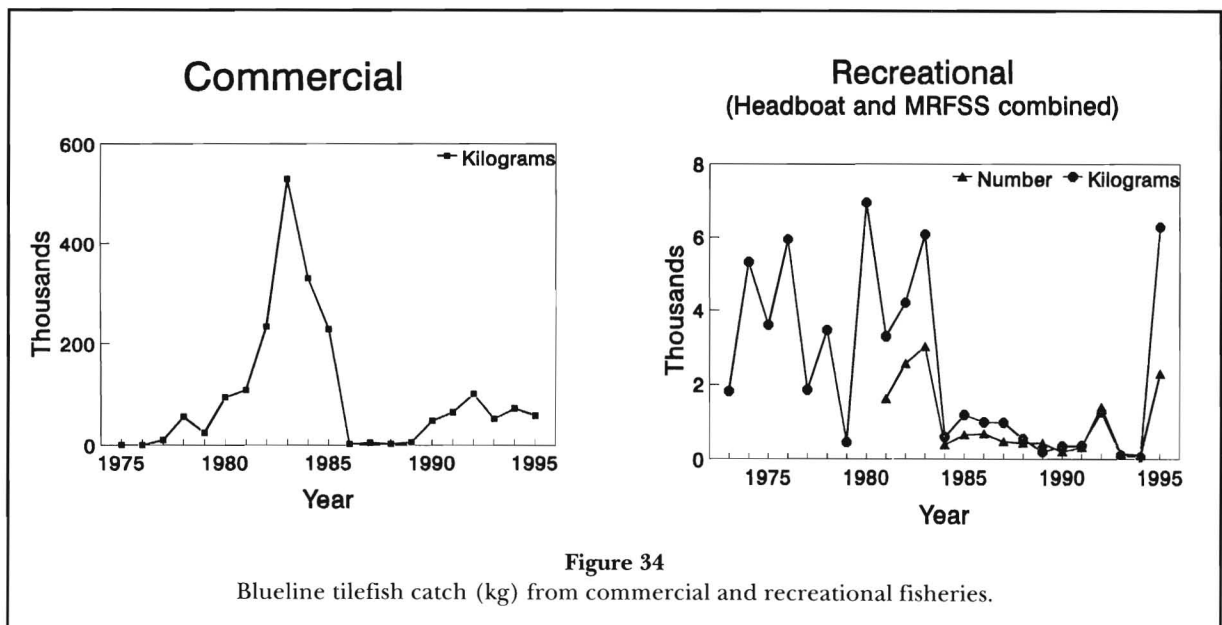 Commercial
600
400
200
0
Thousands
Kilograms
1975 1980 1985 1990 1995
Year
Recreational
(Headboat and MRFSS combined)
8
6
4
2
0
Thousands
Number Kilograms
1975 1980 1985 1990 1995
Year
Figure 34
Blueline tilefish catch (kg) from commercial and recreational fisheries.